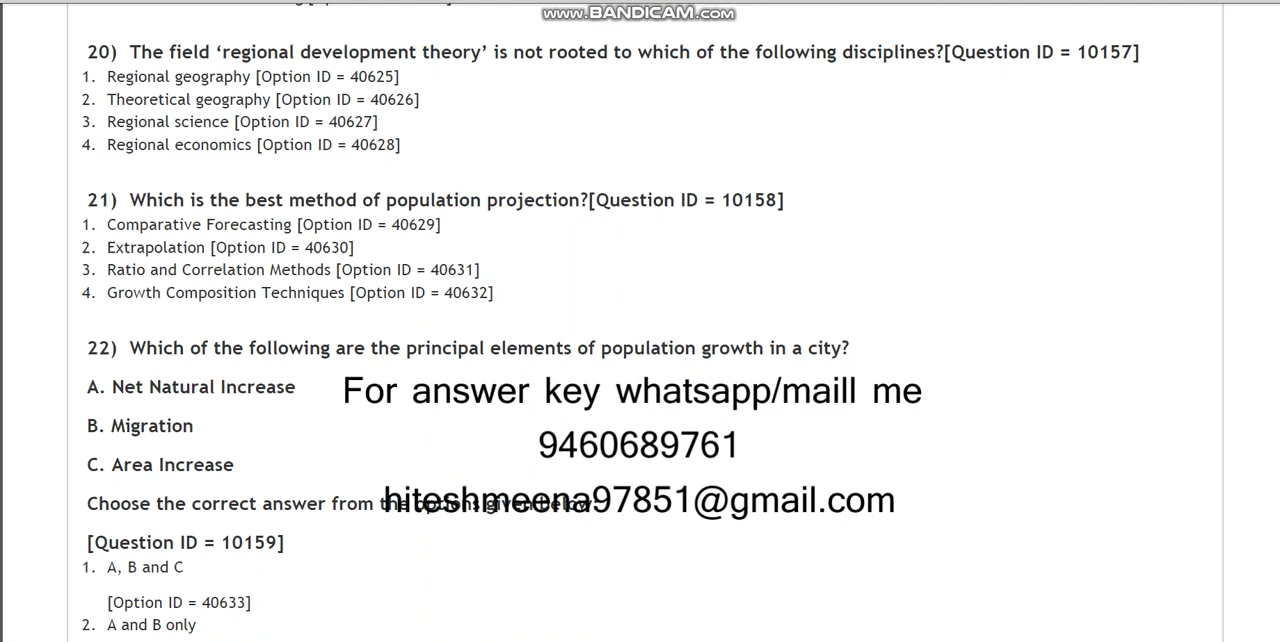 www.BANDICAM.com
20) The field ‘regional development theory’ is not rooted to which of the following disciplines?[Question ID = 10157]
1. Regional geography [Option ID = 40625]
2. Theoretical geography [Option ID = 40626]
3. Regional science [Option ID = 40627]
4. Regional economics [Option ID = 40628]
21) Which is the best method of population projection?[Question ID = 10158]
1. Comparative Forecasting [Option ID = 40629]
2. Extrapolation [Option ID = 40630]
3. Ratio and Correlation Methods [Option ID = 40631]
4. Growth Composition Techniques [Option ID = 40632]
22) Which of the following are the principal elements of population growth in a city?
A. Net Natural Increase
For answer key whatsapp/maill me
B. Migration
9460689761
C. Area Increase
Choose the correct answer from the options given below
hiteshmeena97851@gmail.com
[Question ID = 10159]
1. A, B and C
[Option ID = 40633]
2. A and B only